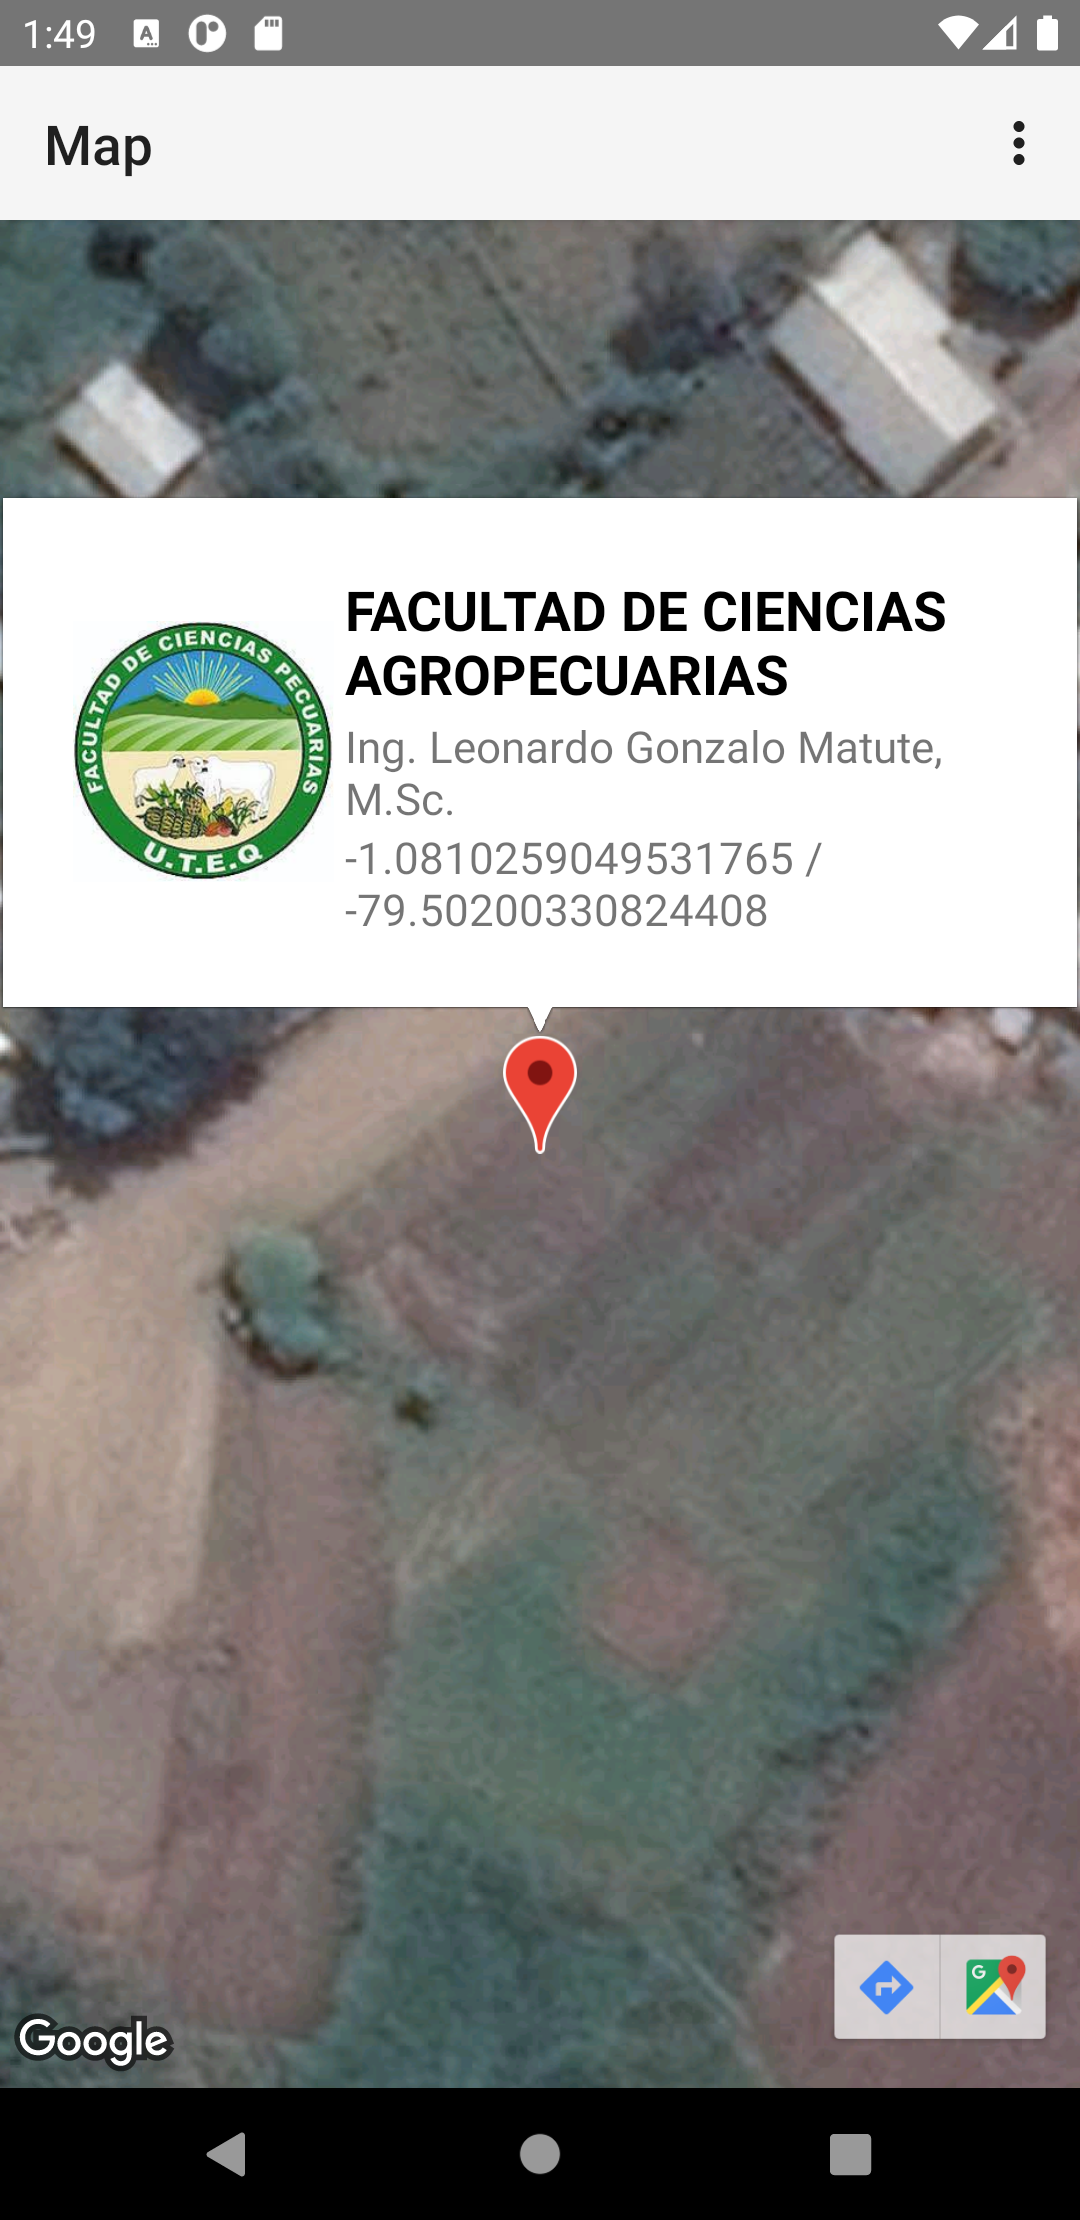 1:49
Map
FACULTAD DE CIENCIAS PECUARIAS
U.T.E.Q
FACULTAD DE CIENCIAS
AGROPECUARIAS
Ing. Leonardo Gonzalo Matute,
M.Sc.
-1.0810259049531765 /
-79.50200330824408
Google